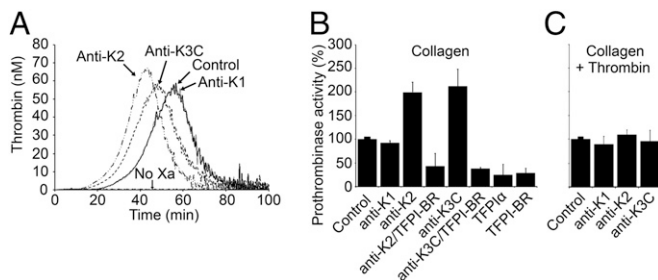 A
Thrombin (nM)
80
70
60
50
40
30
20
10
0
Anti-K2
Anti-K3C
Control
Anti-K1
No Xa
0 20 40 60 80 100
Time (min)
B
Prothrombinase activity (%)
300
250
200
150
100
50
0
Collagen
Control
anti-K1
anti-K2
anti-K2/TFPI-BR
anti-K3C
anti-K3C/TFPI-BR
TFPIα
TFPI-BR
C
Collagen
+ Thrombin
Control
anti-K1
anti-K2
anti-K3C